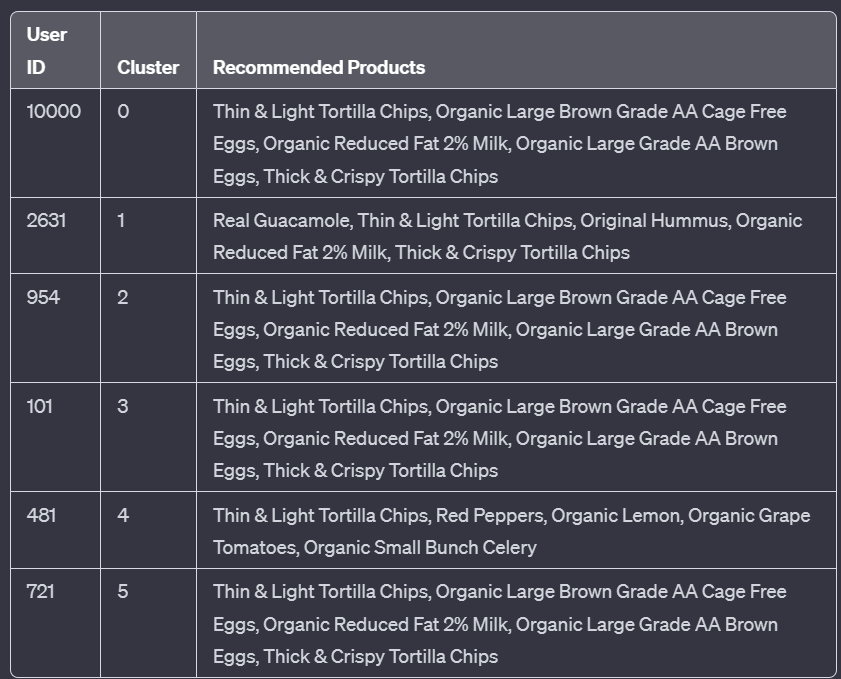 User
ID Cluster Recommended Products
10000 0 Thin & Light Tortilla Chips, Organic Large Brown Grade AA Cage Free
Eggs, Organic Reduced Fat 2% Milk, Organic Large Grade AA Brown
Eggs, Thick & Crispy Tortilla Chips
2631 1 Real Guacamole, Thin & Light Tortilla Chips, Original Hummus, Organic
Reduced Fat 2% Milk, Thick & Crispy Tortilla Chips
954 2 Thin & Light Tortilla Chips, Organic Large Brown Grade AA Cage Free
Eggs, Organic Reduced Fat 2% Milk, Organic Large Grade AA Brown
Eggs, Thick & Crispy Tortilla Chips
101 3 Thin & Light Tortilla Chips, Organic Large Brown Grade AA Cage Free
Eggs, Organic Reduced Fat 2% Milk, Organic Large Grade AA Brown
Eggs, Thick & Crispy Tortilla Chips
481 4 Thin & Light Tortilla Chips, Red Peppers, Organic Lemon, Organic Grape
Tomatoes, Organic Small Bunch Celery
721 5 Thin & Light Tortilla Chips, Organic Large Brown Grade AA Cage Free
Eggs, Organic Reduced Fat 2% Milk, Organic Large Grade AA Brown
Eggs, Thick & Crispy Tortilla Chips